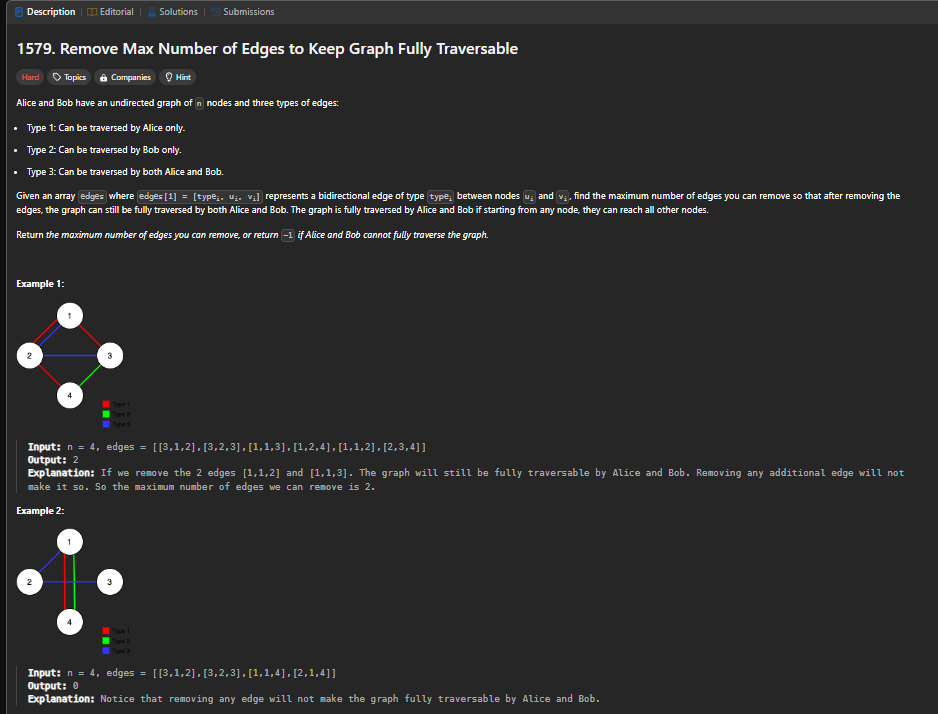 Description | Editorial | Solutions | Submissions
1579. Remove Max Number of Edges to Keep Graph Fully Traversable
Hard Topics Companies Hint
Alice and Bob have an undirected graph of n nodes and three types of edges:
• Type 1: Can be traversed by Alice only.
• Type 2: Can be traversed by Bob only.
• Type 3: Can be traversed by both Alice and Bob.
Given an array edges where edges[i] = [typeᵢ, uᵢ, vᵢ] represents a bidirectional edge of type typeᵢ between nodes uᵢ and vᵢ, find the maximum number of edges you can remove so that after removing the
edges, the graph can still be fully traversed by both Alice and Bob. The graph is fully traversed by Alice and Bob if starting from any node, they can reach all other nodes.
Return the maximum number of edges you can remove, or return -1 if Alice and Bob cannot fully traverse the graph.
Example 1:
1
2 3
4
Type 1
Type 2
Type 3
Input: n = 4, edges = [[3,1,2],[3,2,3],[1,1,3],[1,2,4],[1,1,2],[2,3,4]]
Output: 2
Explanation: If we remove the 2 edges [1,1,2] and [1,1,3]. The graph will still be fully traversable by Alice and Bob. Removing any additional edge will not
make it so. So the maximum number of edges we can remove is 2.
Example 2:
1
2 3
4
Type 1
Type 2
Type 3
Input: n = 4, edges = [[3,1,2],[3,2,3],[1,1,4],[2,1,4]]
Output: 0
Explanation: Notice that removing any edge will not make the graph fully traversable by Alice and Bob.